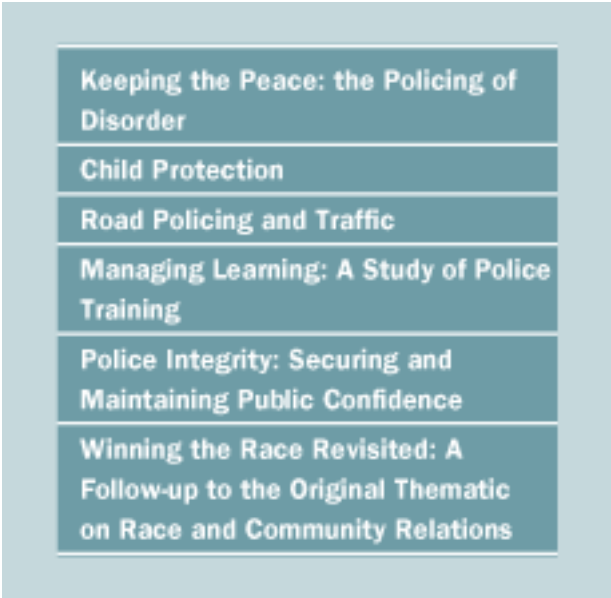 Keeping the Peace: the Policing of
Disorder
Child Protection
Road Policing and Traffic
Managing Learning: A Study of Police
Training
Police Integrity: Securing and
Maintaining Public Confidence
Winning the Race Revisited: A
Follow-up to the Original Thematic
on Race and Community Relations